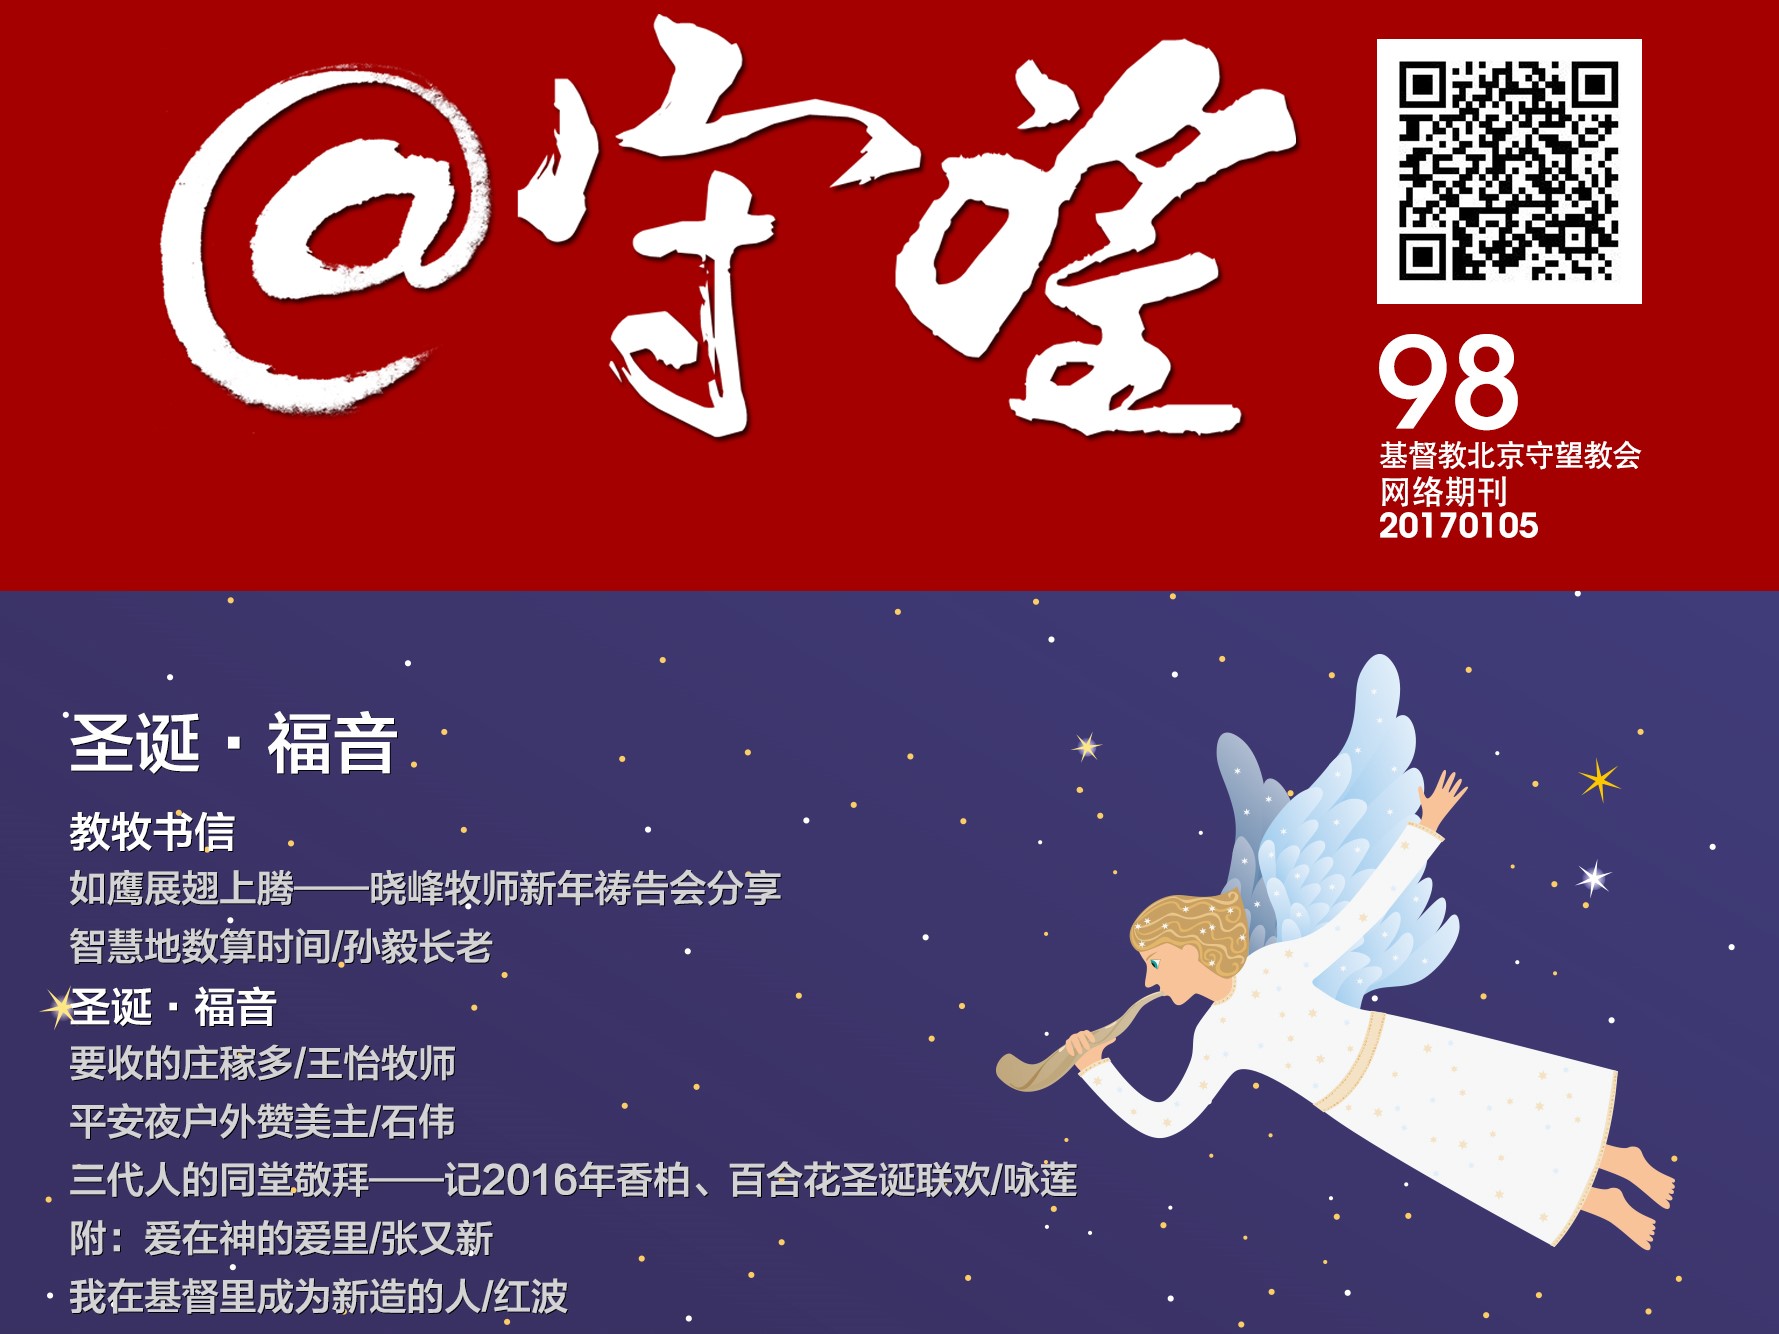 @守望
98
基督教北京守望教会
网络期刊
20170105
圣诞·福音
教牧书信
如鹰展翅上腾——晓峰牧师新年祷告会分享
智慧地数算时间/孙毅长老
圣诞·福音
要收的庄稼多/王怡牧师
平安夜户外赞美主/石伟
三代人的同堂敬拜——记2016年香柏、百合花圣诞联欢/咏莲
附：爱在神的爱里/张又新
我在基督里成为新造的人/红波